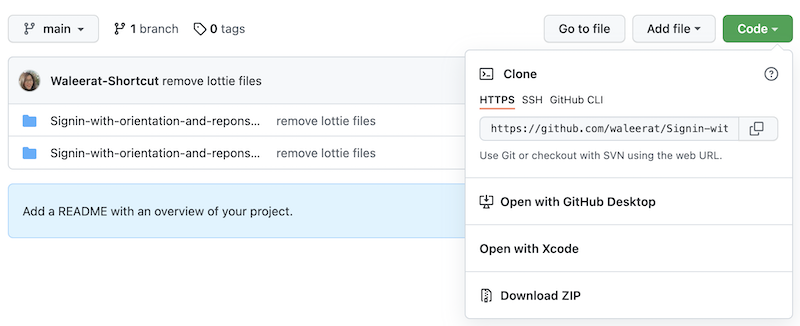 main
1 branch
0 tags
Go to file
Add file
Code
Waleerat-Shortcut remove lottie files
Signin-with-orientation-and-repons... remove lottie files
Signin-with-orientation-and-repons... remove lottie files
Add a README with an overview of your project.
Clone
HTTPS SSH GitHub CLI
https://github.com/waleerat/Signin-wit
Use Git or checkout with SVN using the web URL.
Open with GitHub Desktop
Open with Xcode
Download ZIP